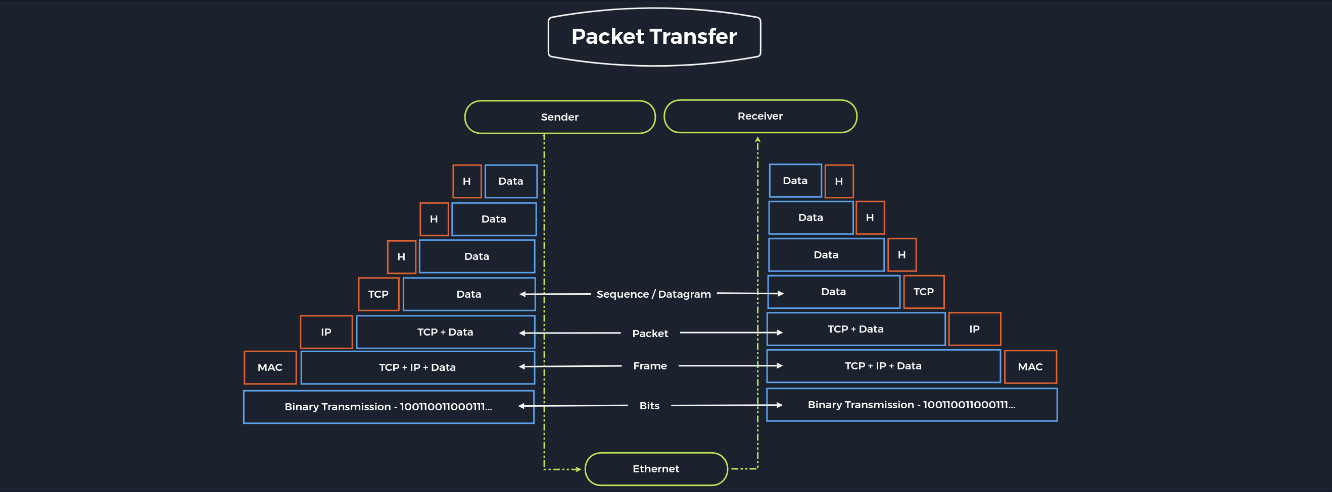 Packet Transfer
Sender
Receiver
H Data
Data H
H Data
Data H
H Data
Data H
TCP Data
Sequence / Datagram
Data TCP
IP TCP + Data
Packet
TCP + Data IP
MAC TCP + IP + Data
Frame
TCP + IP + Data MAC
Binary Transmission - 100110011000111...
Bits
Binary Transmission - 100110011000111...
Ethernet